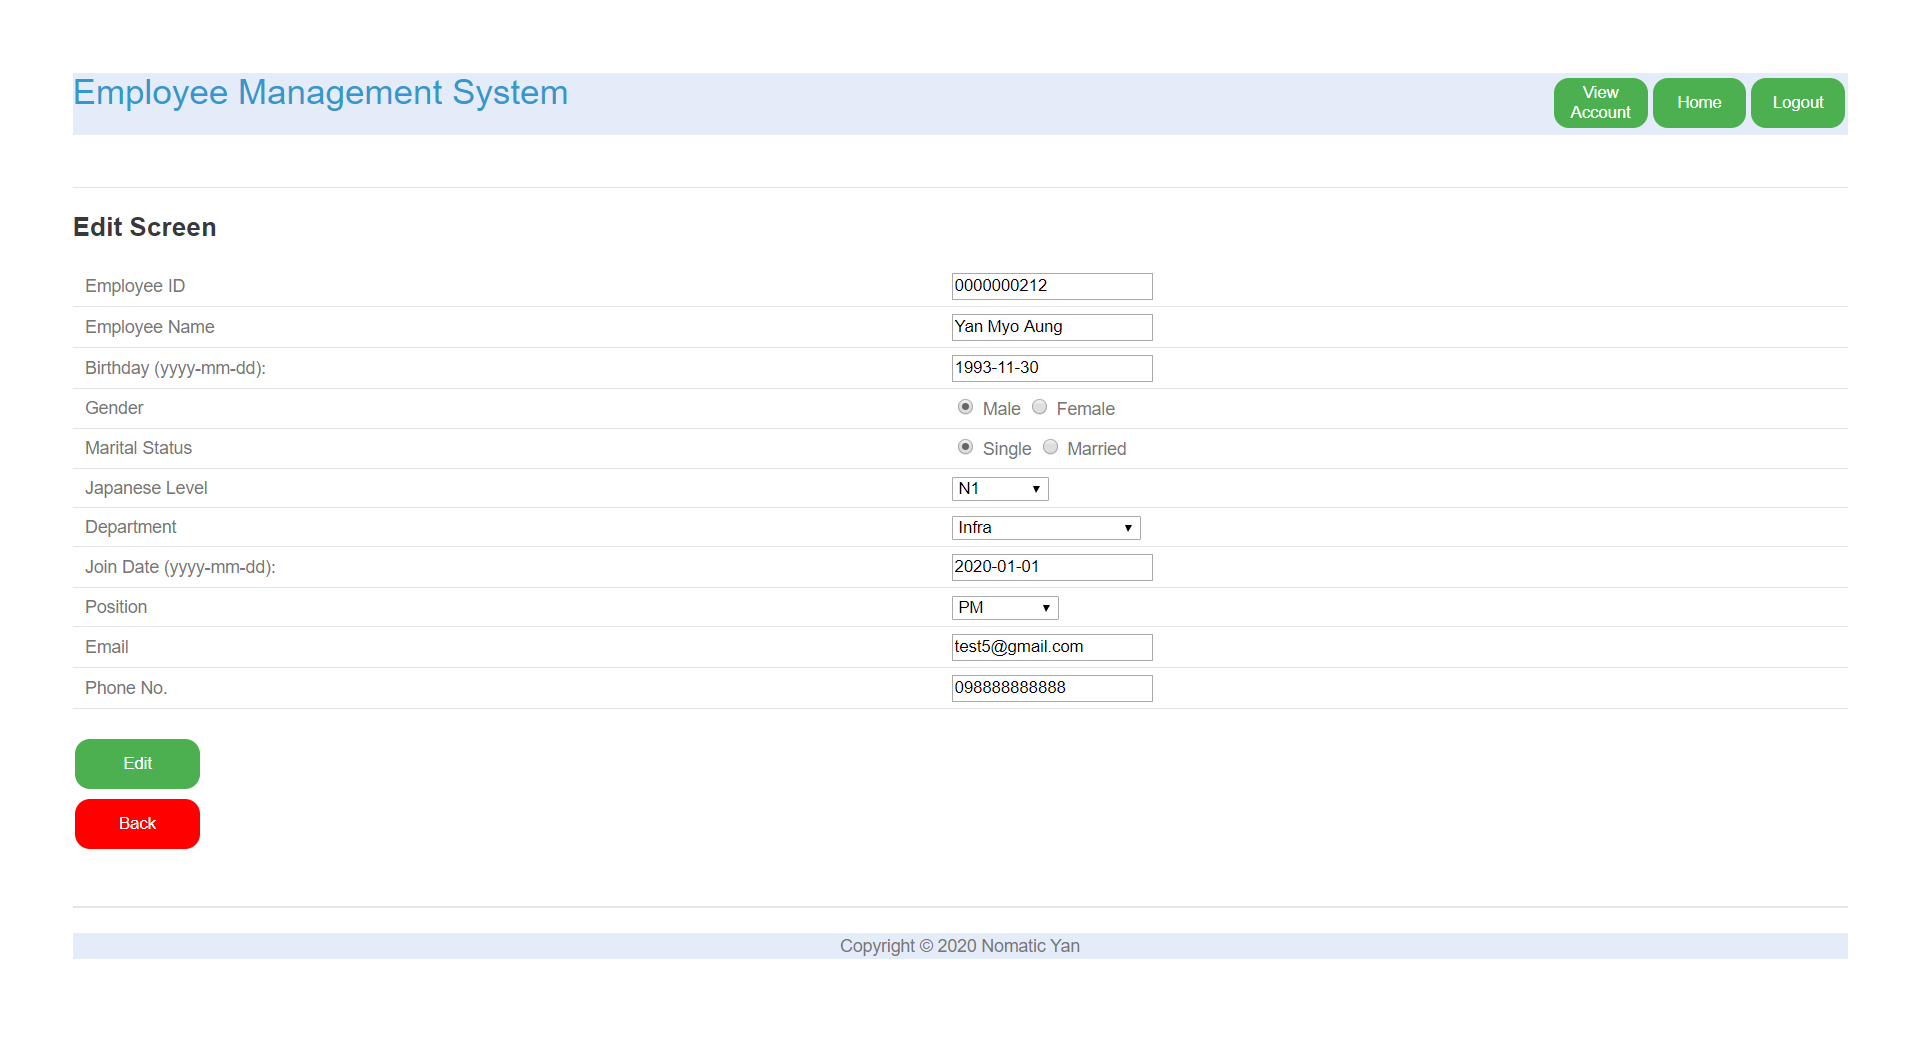 Employee Management System
View
Account
Home
Logout
Edit Screen
Employee ID 0000000212
Employee Name Yan Myo Aung
Birthday (yyyy-mm-dd): 1993-11-30
Gender Male Female
Marital Status Single Married
Japanese Level N1
Department Infra
Join Date (yyyy-mm-dd): 2020-01-01
Position PM
Email test5@gmail.com
Phone No. 098888888888
Edit
Back
Copyright © 2020 Nomatic Yan